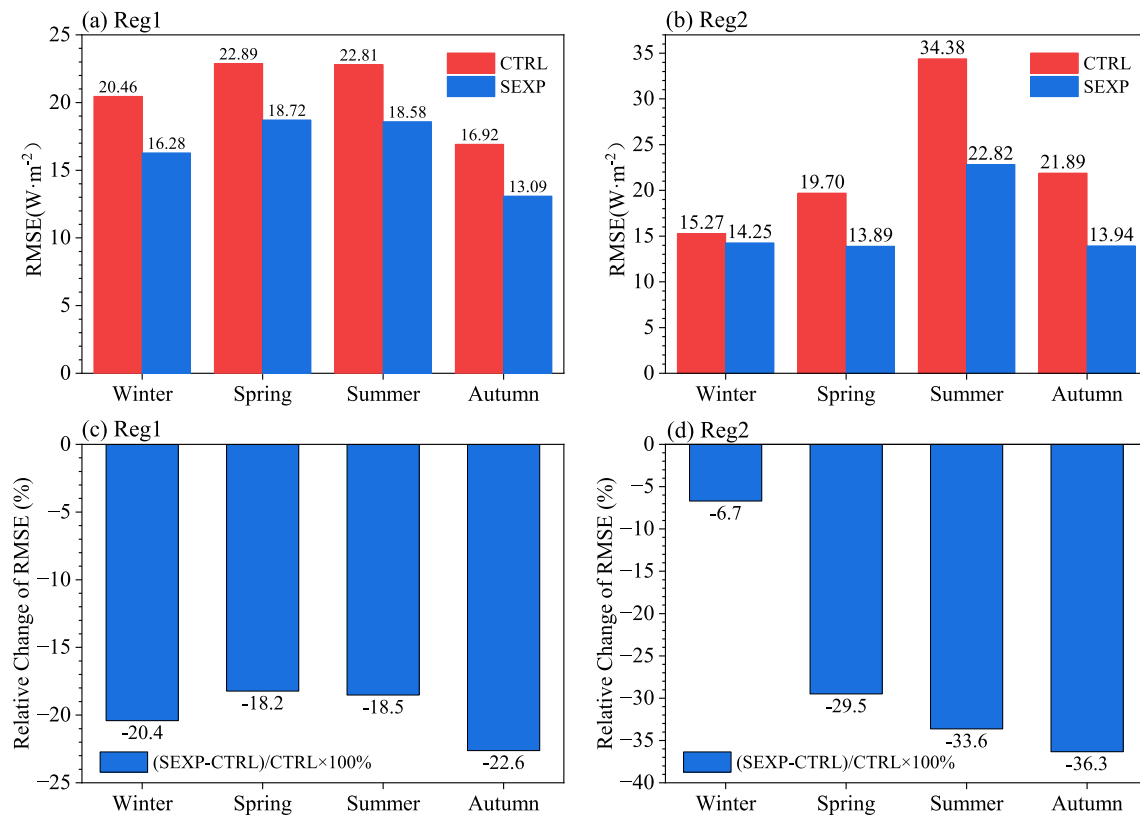 (a) Reg1
RMSE(W·m⁻²)
25
20
15
10
5
0
20.46
16.28
22.89
18.72
22.81
18.58
16.92
13.09
CTRL
SEXP
Winter
Spring
Summer
Autumn
(b) Reg2
RMSE(W·m⁻²)
35
30
25
20
15
10
5
0
15.27
14.25
19.70
13.89
34.38
22.82
21.89
13.94
CTRL
SEXP
Winter
Spring
Summer
Autumn
(c) Reg1
Relative Change of RMSE (%)
0
−5
−10
−15
−20
−25
-20.4
-18.2
-18.5
-22.6
(SEXP-CTRL)/CTRL×100%
Winter
Spring
Summer
Autumn
(d) Reg2
Relative Change of RMSE (%)
0
−5
−10
−15
−20
−25
−30
−35
−40
-6.7
-29.5
-33.6
-36.3
(SEXP-CTRL)/CTRL×100%
Winter
Spring
Summer
Autumn